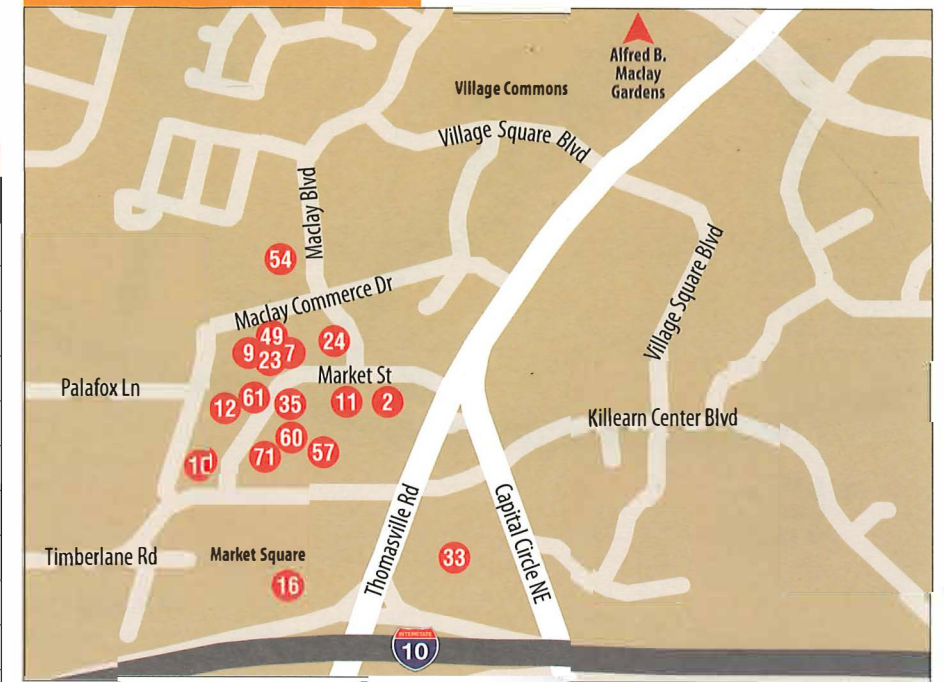 Alfred B.
Maclay
Gardens
Village Commons
Village Square Blvd
Maclay Blvd
54
Village Square Blvd
Maclay Commerce Dr
49
24
9
23
7
Market St
Palafox Ln
61
12
35
11
2
Killearn Center Blvd
60
57
71
Thomasville Rd
Capital Circle NE
Timberlane Rd
Market Square
33
16
INTERSTATE
10